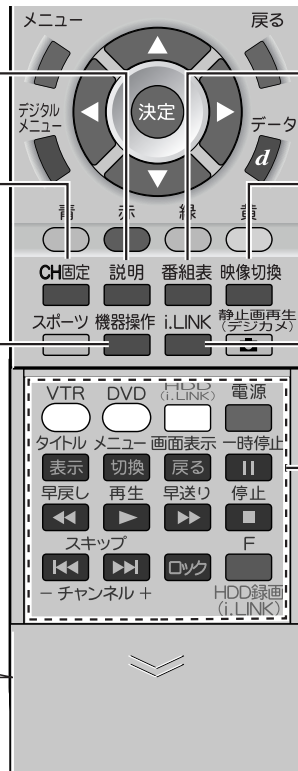 メニュー 戻る
決定
デジタル
メニュー
データ
d
青 赤 緑 黄
CH固定 説明 番組表 映像切換
スポーツ 機器操作 i.LINK 静止画再生
(デジカメ)
VTR DVD HDD
(i.LINK) 電源
タイトル メニュー 画面表示 一時停止
表示 切換 戻る
早戻し 再生 早送り 停止
スキップ F
ロック
− チャンネル + HDD録画
(i.LINK)